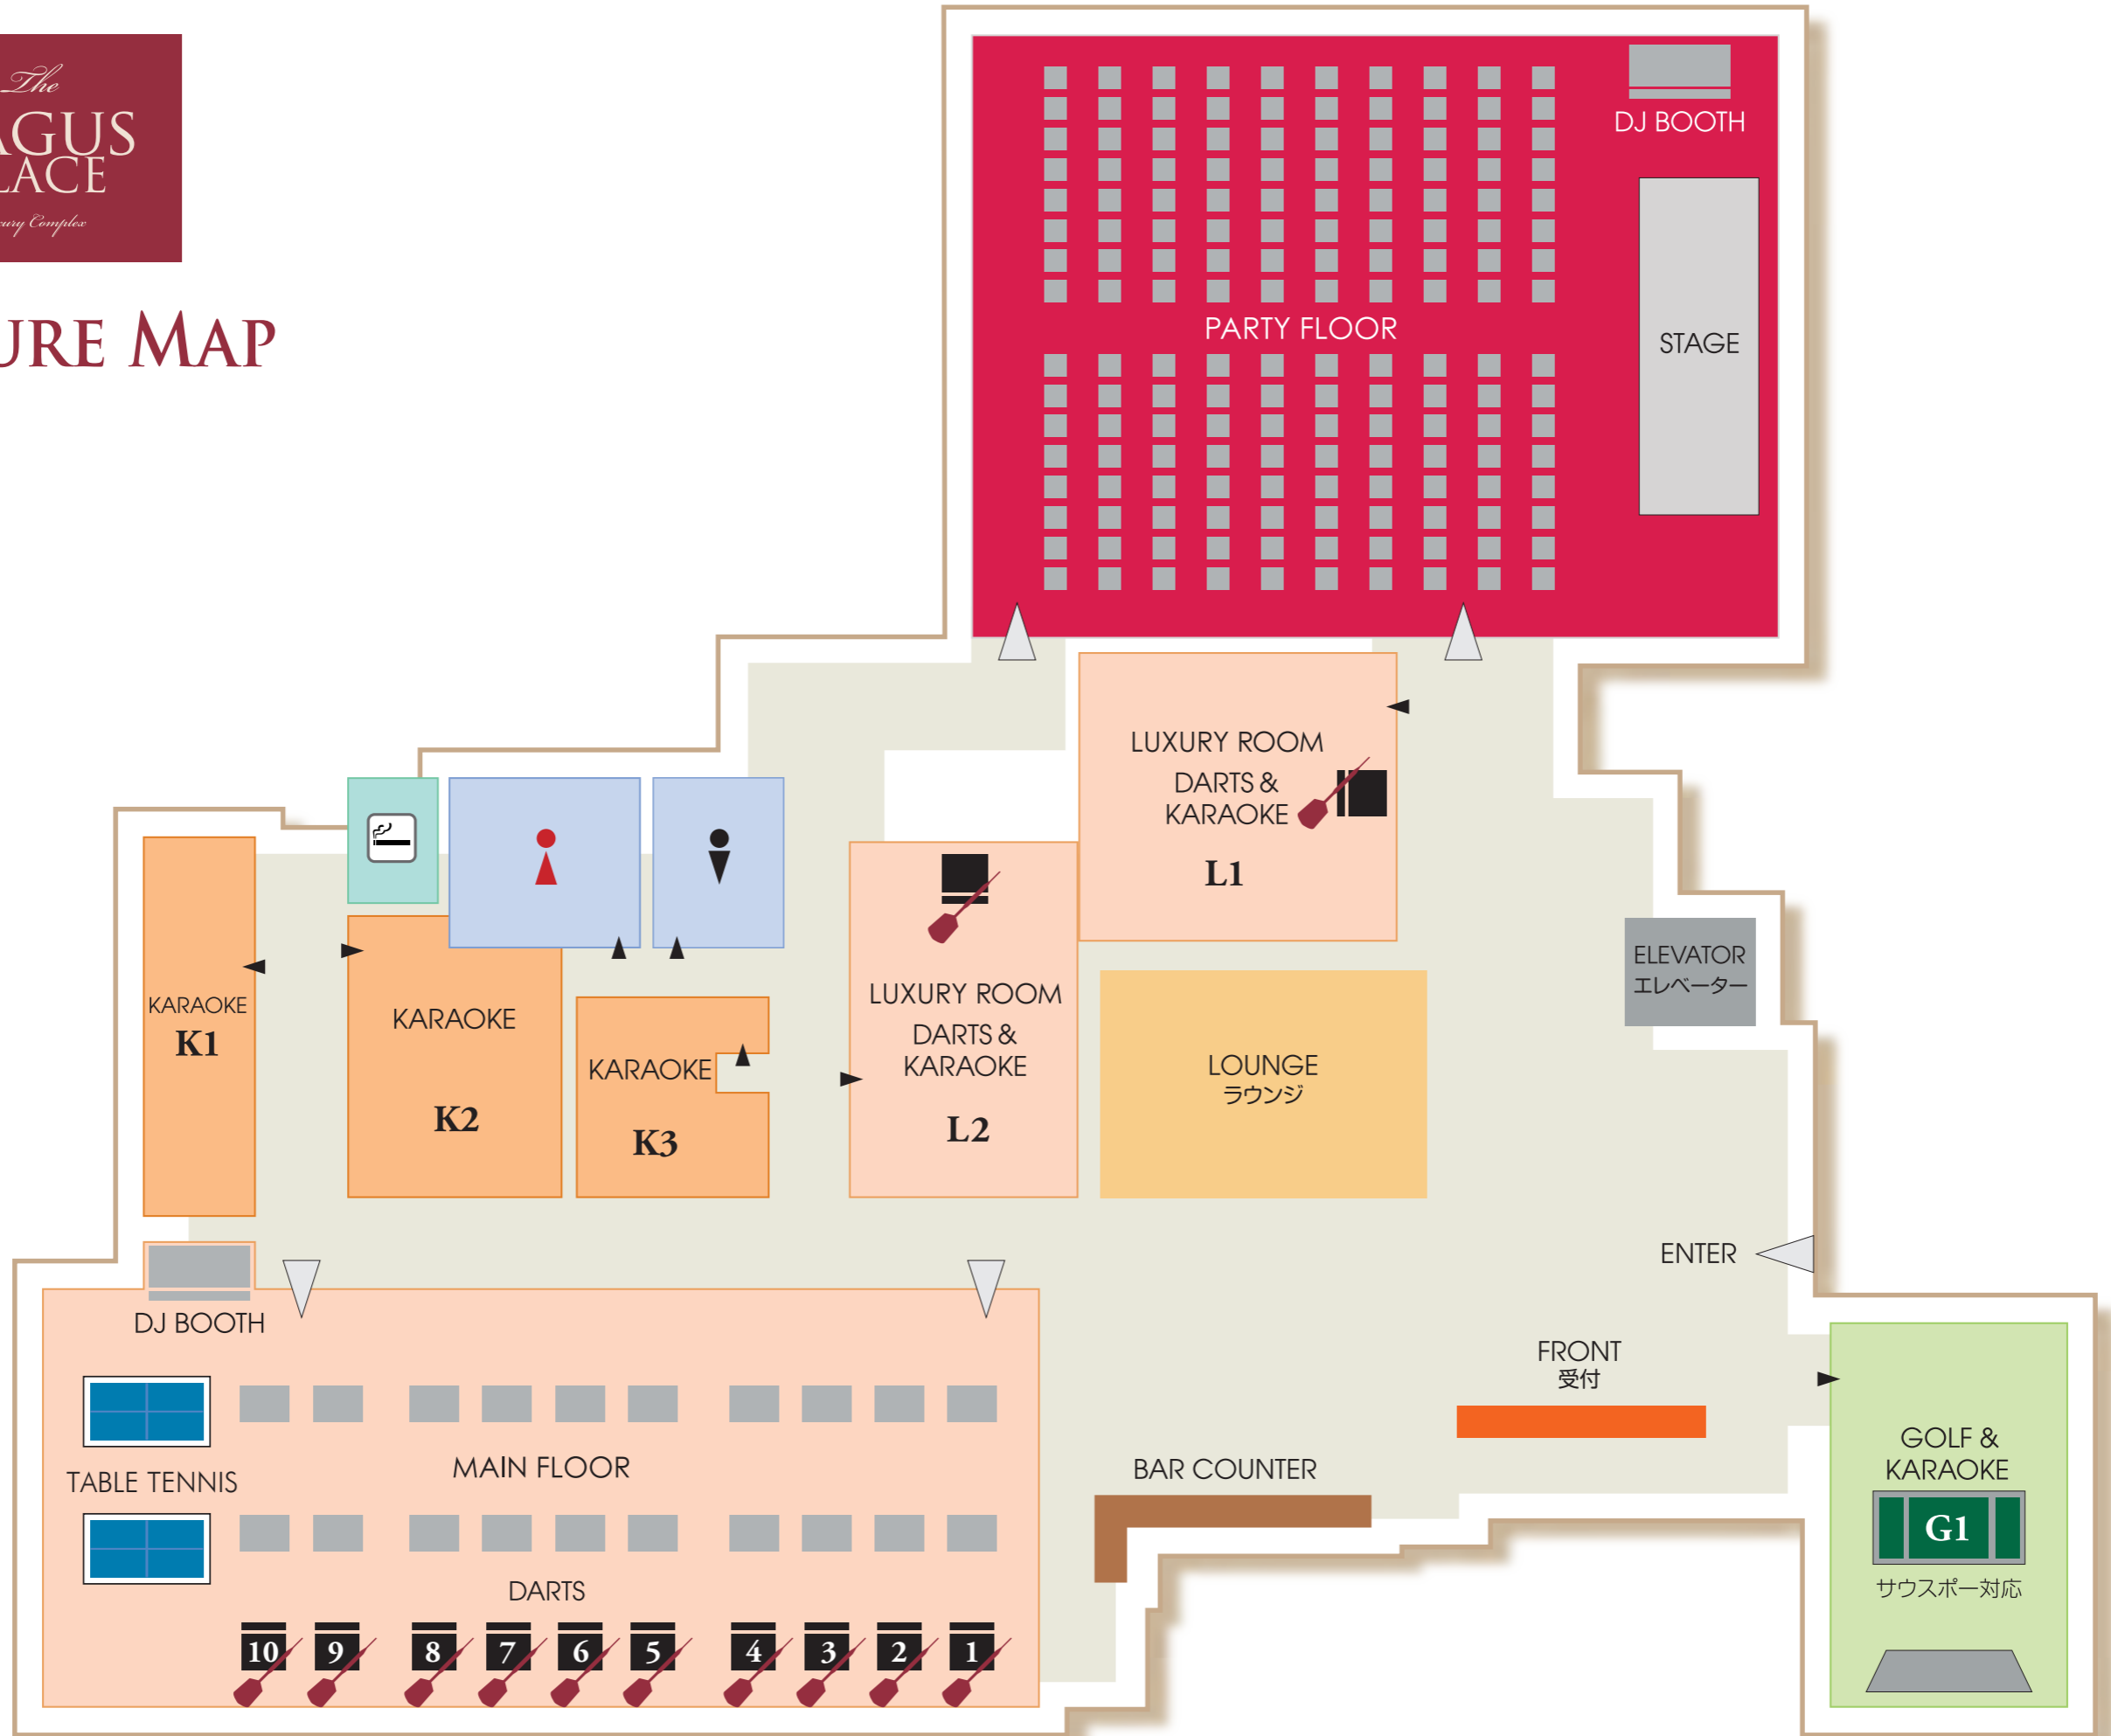 The
AGUS
LACE
Complex
URE MAP
DJ BOOTH
PARTY FLOOR
STAGE
LUXURY ROOM
DARTS &
KARAOKE
L1
ELEVATOR
エレベーター
KARAOKE
K1
KARAOKE
K2
KARAOKE
K3
LUXURY ROOM
DARTS &
KARAOKE
L2
LOUNGE
ラウンジ
ENTER
DJ BOOTH
FRONT
受付
TABLE TENNIS
MAIN FLOOR
BAR COUNTER
GOLF &
KARAOKE
G1
サウスポー対応
DARTS
10 9 8 7 6 5 4 3 2 1